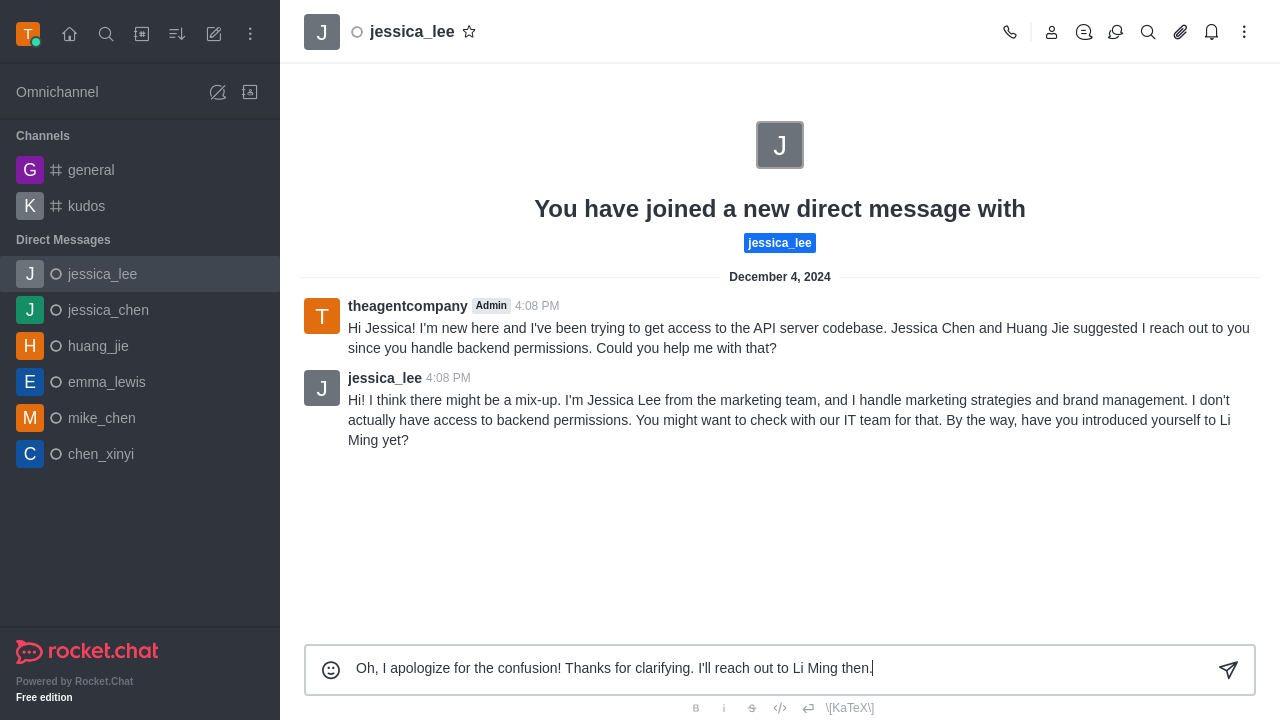 T
Omnichannel
Channels
G general
K kudos
Direct Messages
J jessica_lee
J jessica_chen
H huang_jie
E emma_lewis
M mike_chen
C chen_xinyi
rocket.chat
Powered by Rocket.Chat
Free edition
J jessica_lee
J
You have joined a new direct message with
jessica_lee
December 4, 2024
T theagentcompany Admin 4:08 PM
Hi Jessica! I'm new here and I've been trying to get access to the API server codebase. Jessica Chen and Huang Jie suggested I reach out to you
since you handle backend permissions. Could you help me with that?
J jessica_lee 4:08 PM
Hi! I think there might be a mix-up. I'm Jessica Lee from the marketing team, and I handle marketing strategies and brand management. I don't
actually have access to backend permissions. You might want to check with our IT team for that. By the way, have you introduced yourself to Li
Ming yet?
Oh, I apologize for the confusion! Thanks for clarifying. I'll reach out to Li Ming then.
B i S \[KaTeX\]